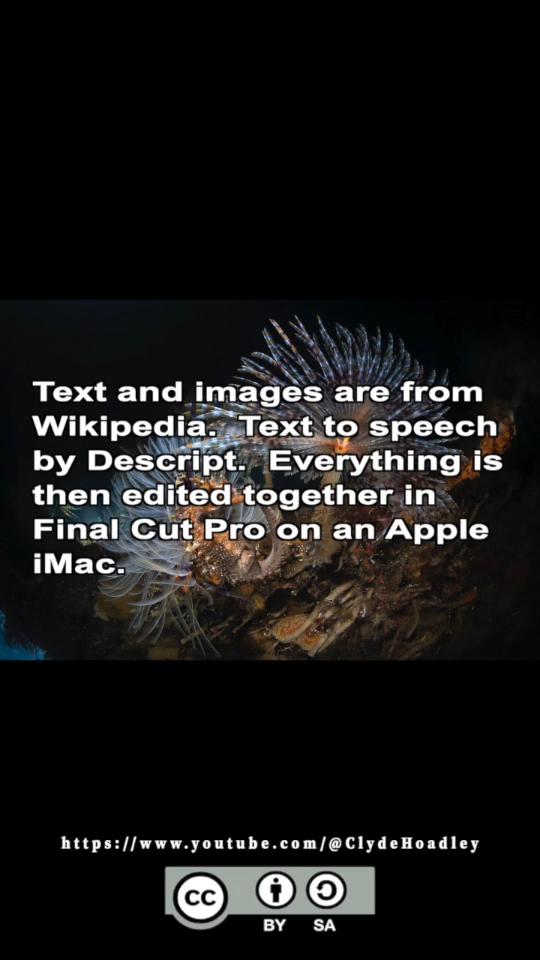 Text and images are from
Wikipedia.  Text to speech
by Descript.  Everything is
then edited together in
Final Cut Pro on an Apple
iMac.
https://www.youtube.com/@ClydeHoadley
CC
BY SA